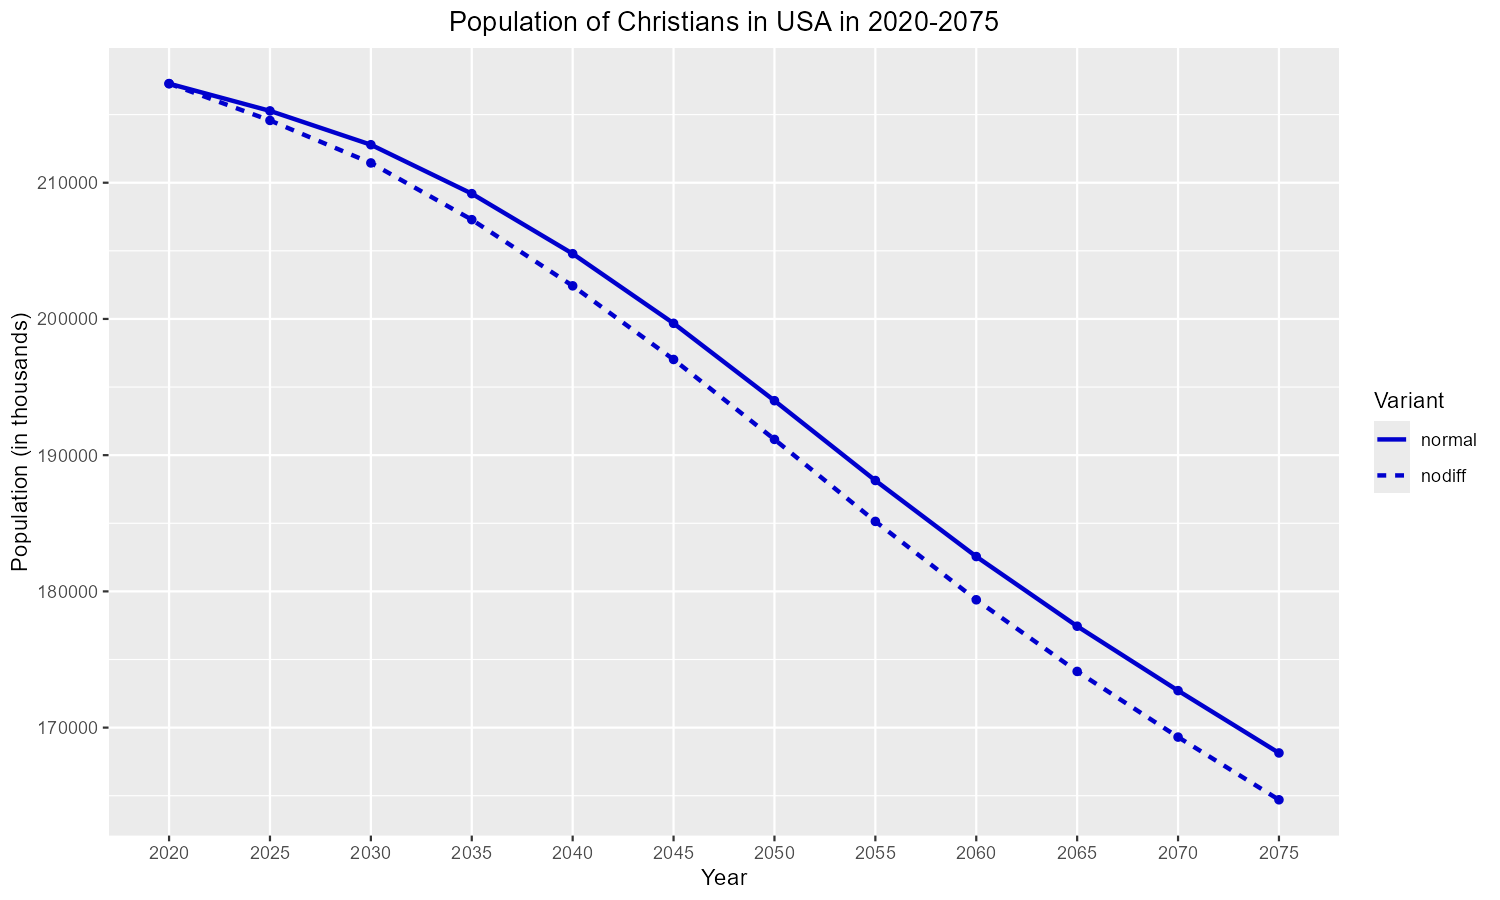 Population of Christians in USA in 2020-2075
Population (in thousands)
210000
200000
190000
180000
170000
2020 2025 2030 2035 2040 2045 2050 2055 2060 2065 2070 2075
Year
Variant
normal
nodiff